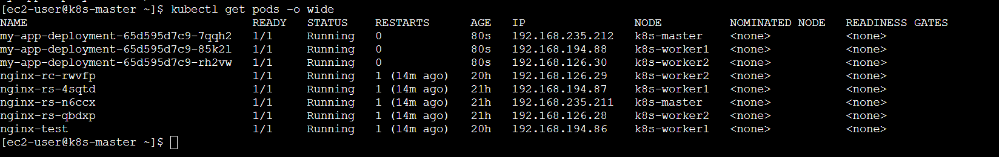 [ec2-user@k8s-master ~]$ kubectl get pods -o wide
NAME READY STATUS RESTARTS AGE IP NODE NOMINATED NODE READINESS GATES
my-app-deployment-65d595d7c9-7qqh2 1/1 Running 0 80s 192.168.235.212 k8s-master <none> <none>
my-app-deployment-65d595d7c9-85k2l 1/1 Running 0 80s 192.168.194.88 k8s-worker1 <none> <none>
my-app-deployment-65d595d7c9-rh2vw 1/1 Running 0 80s 192.168.126.30 k8s-worker2 <none> <none>
nginx-rc-rwvfp 1/1 Running 1 (14m ago) 20h 192.168.126.29 k8s-worker2 <none> <none>
nginx-rs-4sqtd 1/1 Running 1 (14m ago) 21h 192.168.194.87 k8s-worker1 <none> <none>
nginx-rs-n6ccx 1/1 Running 1 (14m ago) 21h 192.168.235.211 k8s-master <none> <none>
nginx-rs-qbdxp 1/1 Running 1 (14m ago) 21h 192.168.126.28 k8s-worker2 <none> <none>
nginx-test 1/1 Running 1 (14m ago) 20h 192.168.194.86 k8s-worker1 <none> <none>
[ec2-user@k8s-master ~]$